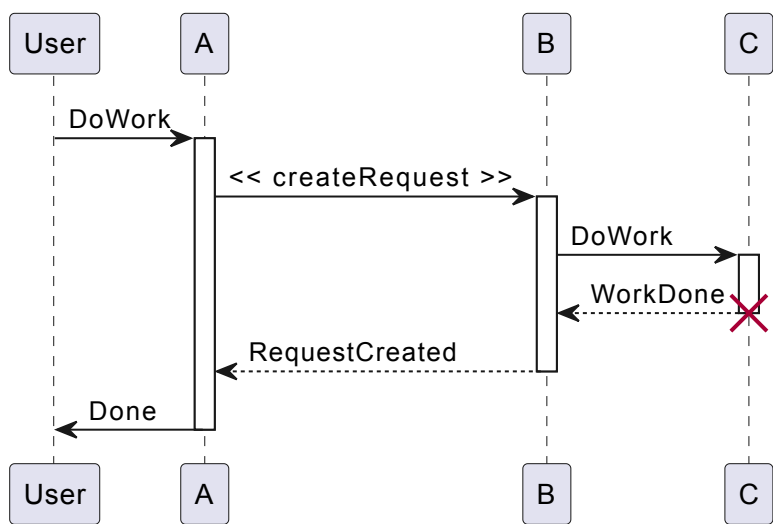 User A B C
DoWork
<< createRequest >>
DoWork
WorkDone
RequestCreated
Done
User A B C